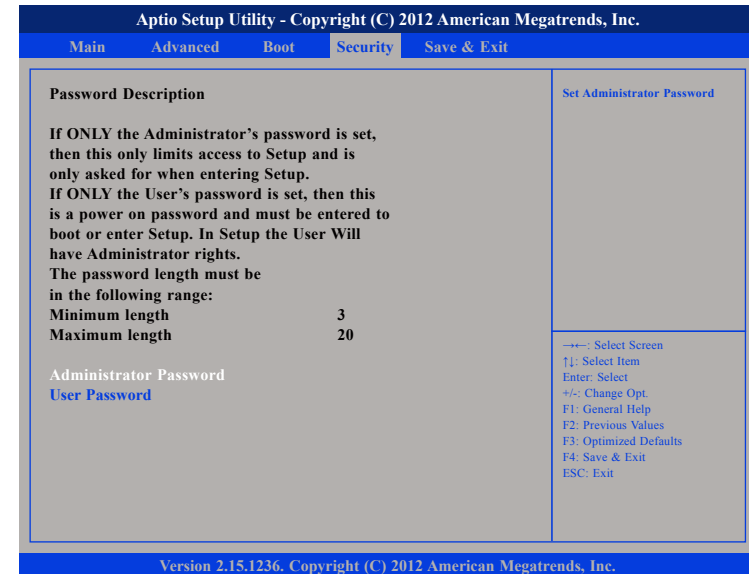 Aptio Setup Utility - Copyright (C) 2012 American Megatrends, Inc.
Main Advanced Boot Security Save & Exit
Password Description
If ONLY the Administrator's password is set,
then this only limits access to Setup and is
only asked for when entering Setup.
If ONLY the User's password is set, then this
is a power on password and must be entered to
boot or enter Setup. In Setup the User Will
have Administrator rights.
The password length must be
in the following range:
Minimum length 3
Maximum length 20
Administrator Password
User Password
Set Administrator Password
→←: Select Screen
↑↓: Select Item
Enter: Select
+/-: Change Opt.
F1: General Help
F2: Previous Values
F3: Optimized Defaults
F4: Save & Exit
ESC: Exit
Version 2.15.1236. Copyright (C) 2012 American Megatrends, Inc.